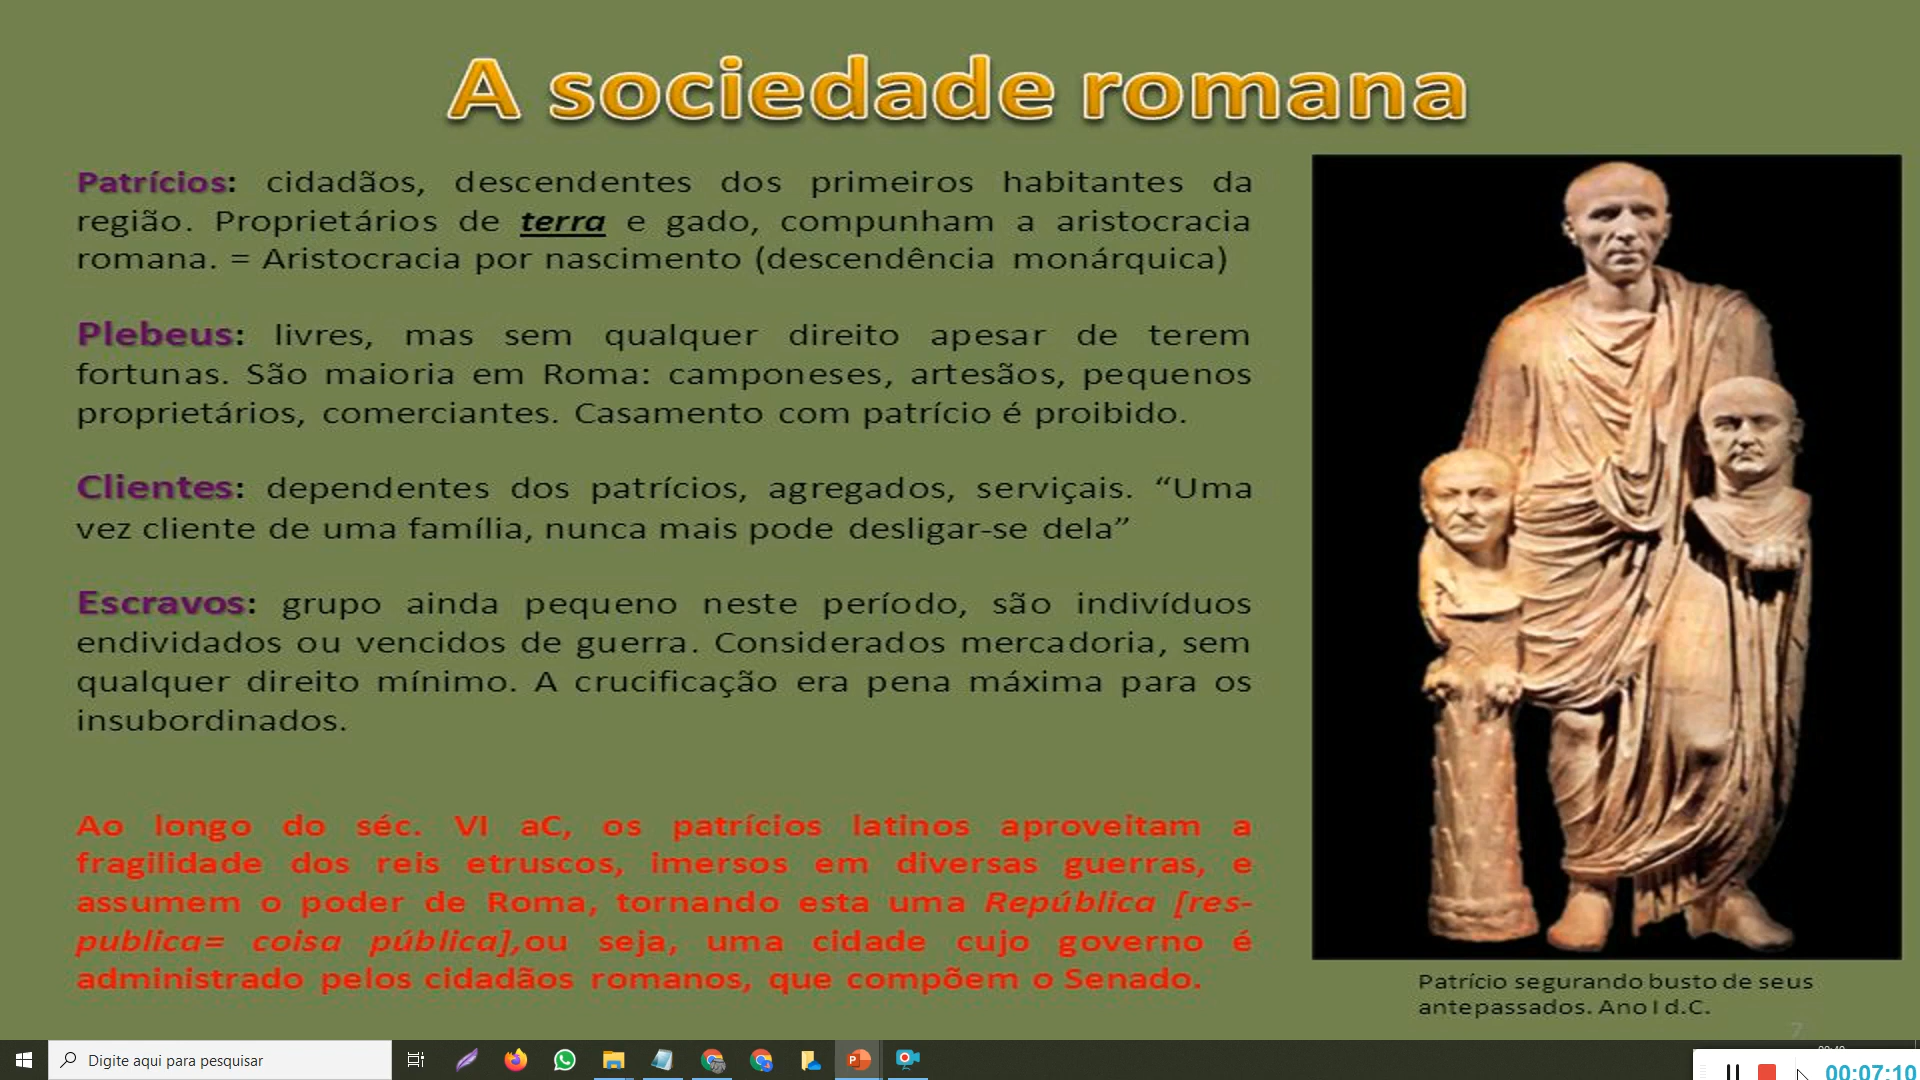 A sociedade romana
Patrícios: cidadãos, descendentes dos primeiros habitantes da
região. Proprietários de terra e gado, compunham a aristocracia
romana. = Aristocracia por nascimento (descendência monárquica)
Plebeus: livres, mas sem qualquer direito apesar de terem
fortunas. São maioria em Roma: camponeses, artesãos, pequenos
proprietários, comerciantes. Casamento com patrício é proibido.
Clientes: dependentes dos patrícios, agregados, serviçais. “Uma
vez cliente de uma família, nunca mais pode desligar-se dela”
Escravos: grupo ainda pequeno neste período, são indivíduos
endividados ou vencidos de guerra. Considerados mercadoria, sem
qualquer direito mínimo. A crucificação era pena máxima para os
insubordinados.
Ao longo do séc. VI aC, os patrícios latinos aproveitam a
fragilidade dos reis etruscos, imersos em diversas guerras, e
assumem o poder de Roma, tornando esta uma República [res-
publica= coisa pública],ou seja, uma cidade cujo governo é
administrado pelos cidadãos romanos, que compõem o Senado.
Patrício segurando busto de seus
antepassados. Ano I d.C.
7
Digite aqui para pesquisar
00:07:10